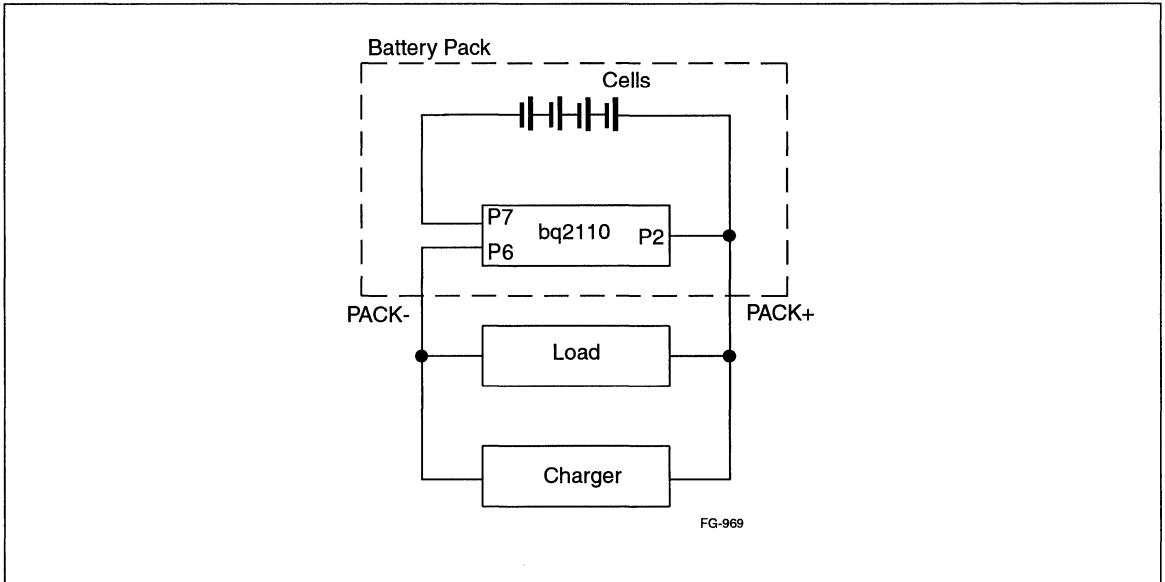 Battery Pack
Cells
P7
bq2110
P2
P6
PACK-
PACK+
Load
Charger
FG-969